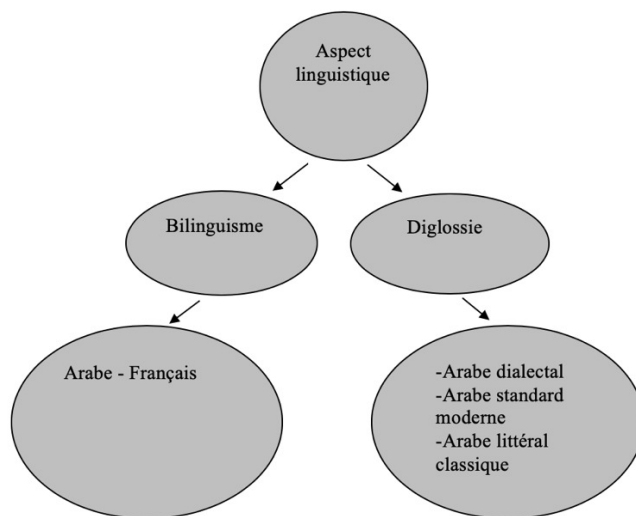 Aspect
linguistique
Bilinguisme
Diglossie
Arabe - Français
-Arabe dialectal
-Arabe standard
moderne
-Arabe littéral
classique